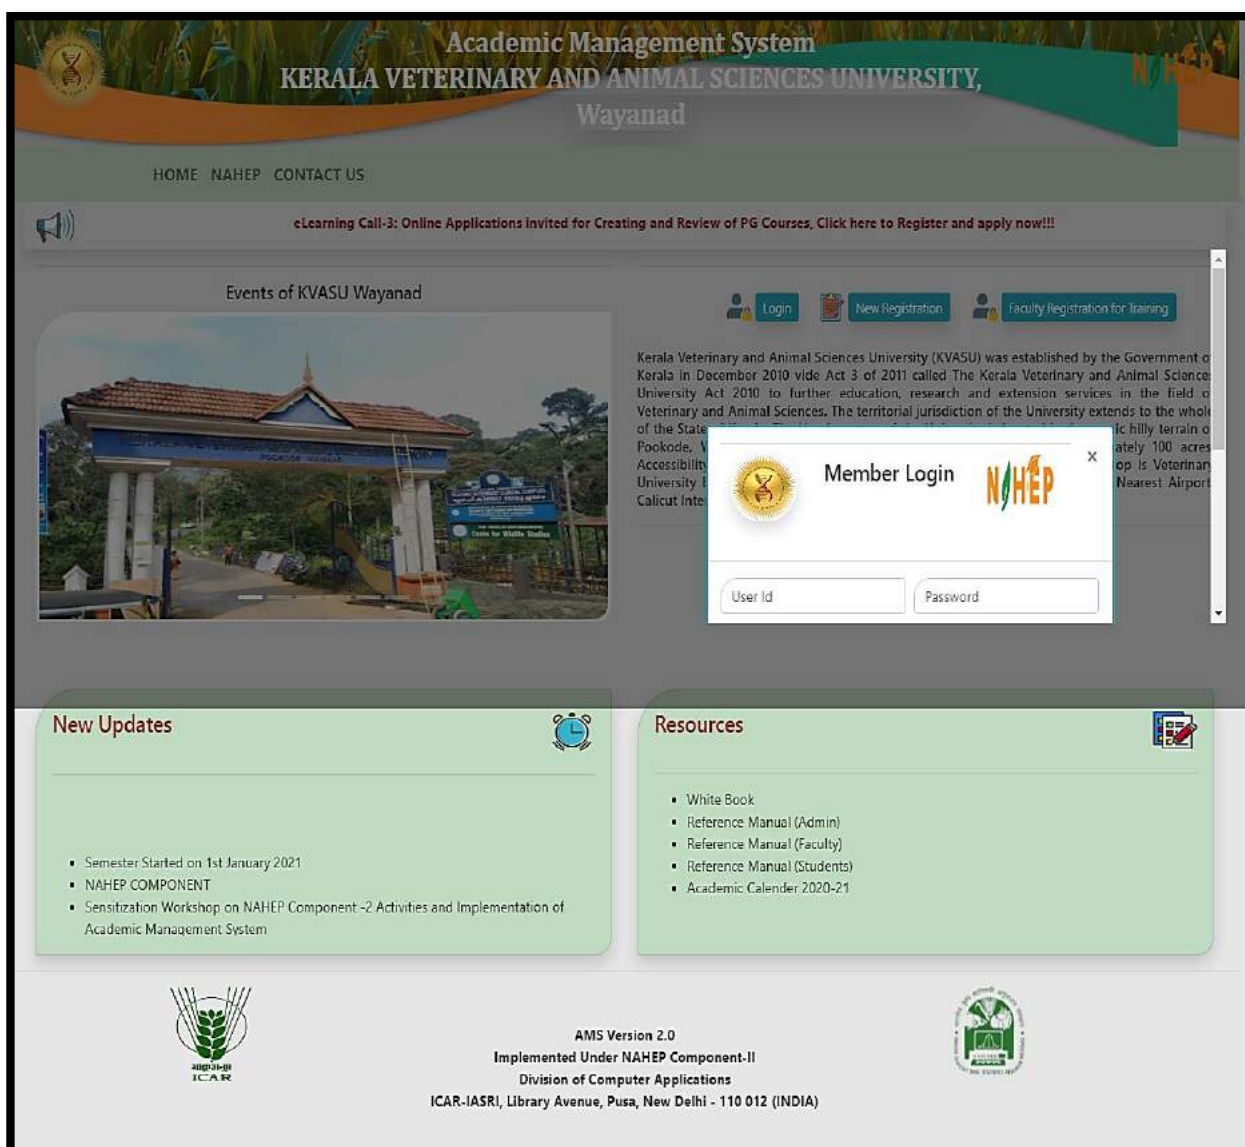 Academic Management System
KERALA VETERINARY AND ANIMAL SCIENCES UNIVERSITY,
Wayanad
NAHEP
HOME NAHEP CONTACT US
eLearning Call-3: Online Applications invited for Creating and Review of PG Courses, Click here to Register and apply now!!!
Events of KVASU Wayanad
POOKODE WAYANAD
Centre for Wildlife Studies
Login New Registration Faculty Registration for Training
Kerala Veterinary and Animal Sciences University (KVASU) was established by the Government o
Kerala in December 2010 vide Act 3 of 2011 called The Kerala Veterinary and Animal Science
University Act 2010 to further education, research and extension services in the field o
Veterinary and Animal Sciences. The territorial jurisdiction of the University extends to the whole
of the State ic hilly terrain o
Pookode, ately 100 acres
Accessibility op is Veterinary
University Nearest Airport
Calicut Inte
Member Login
NAHEP
x
User Id Password
New Updates
Semester Started on 1st January 2021
NAHEP COMPONENT
Sensitization Workshop on NAHEP Component -2 Activities and Implementation of
Academic Management System
Resources
White Book
Reference Manual (Admin)
Reference Manual (Faculty)
Reference Manual (Students)
Academic Calender 2020-21
ICAR
AMS Version 2.0
Implemented Under NAHEP Component-II
Division of Computer Applications
ICAR-IASRI, Library Avenue, Pusa, New Delhi - 110 012 (INDIA)